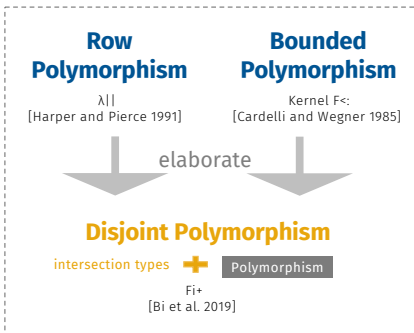 Row
Polymorphism
λ||
[Harper and Pierce 1991]
Bounded
Polymorphism
Kernel F<:
[Cardelli and Wegner 1985]
elaborate
Disjoint Polymorphism
intersection types + Polymorphism
Fi+
[Bi et al. 2019]